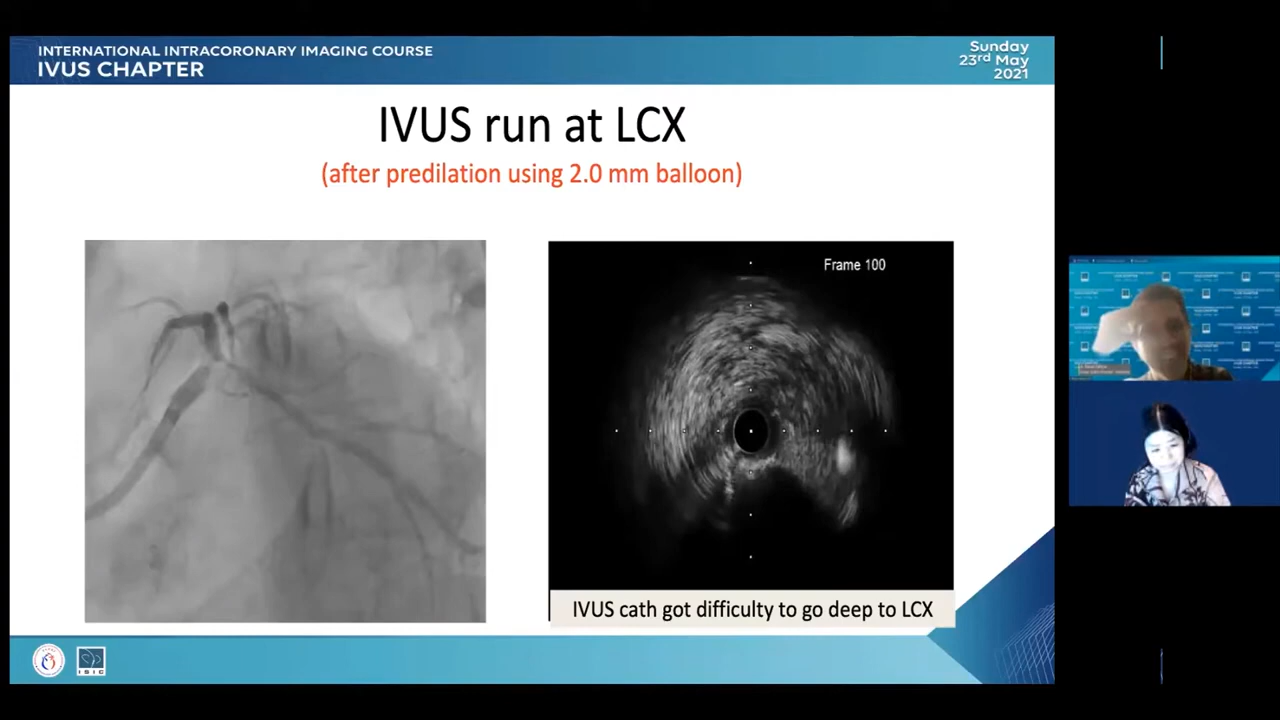 INTERNATIONAL INTRACORONARY IMAGING COURSE
IVUS CHAPTER
Sunday
23rd May
2021
IVUS run at LCX
(after predilation using 2.0 mm balloon)
Frame 100
IVUS cath got difficulty to go deep to LCX
ISIC